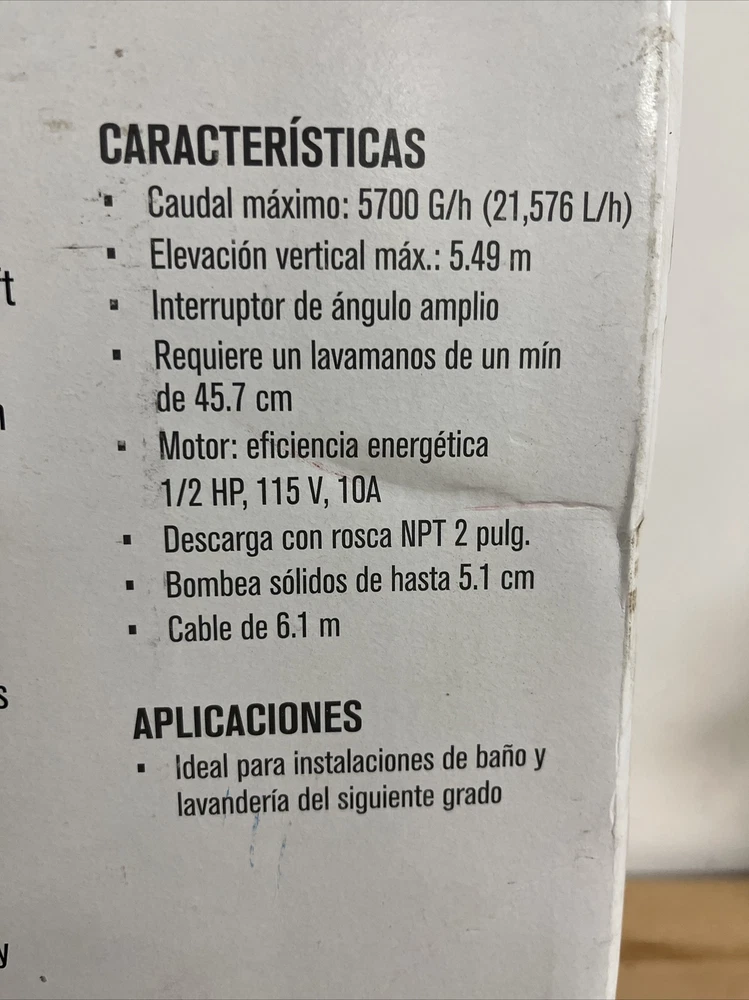 CARACTERÍSTICAS
▪ Caudal máximo: 5700 G/h (21,576 L/h)
▪ Elevación vertical máx.: 5.49 m
▪ Interruptor de ángulo amplio
▪ Requiere un lavamanos de un mín
de 45.7 cm
▪ Motor: eficiencia energética
1/2 HP, 115 V, 10A
▪ Descarga con rosca NPT 2 pulg.
▪ Bombea sólidos de hasta 5.1 cm
▪ Cable de 6.1 m
APLICACIONES
▪ Ideal para instalaciones de baño y
lavandería del siguiente grado